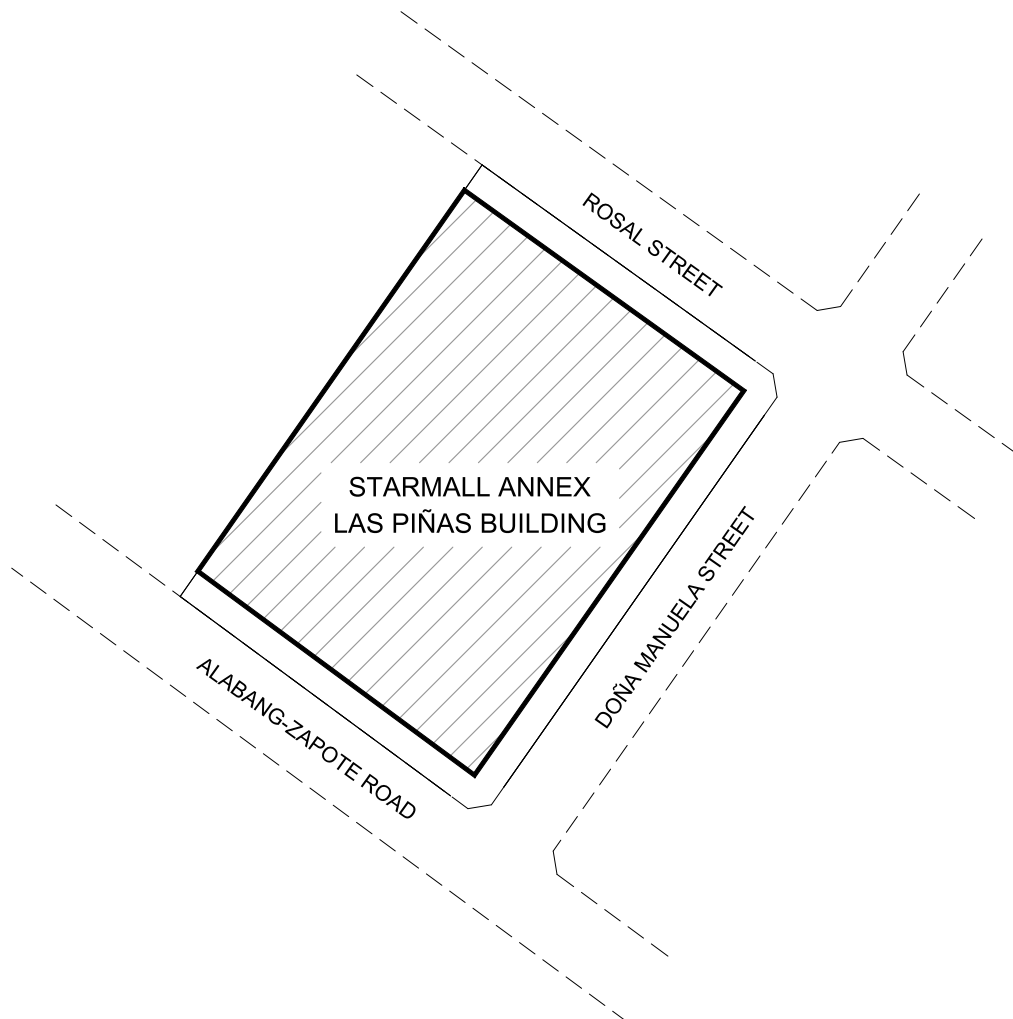 ROSAL STREET
STARMALL ANNEX
LAS PIÑAS BUILDING
DOÑA MANUELA STREET
ALABANG-ZAPOTE ROAD